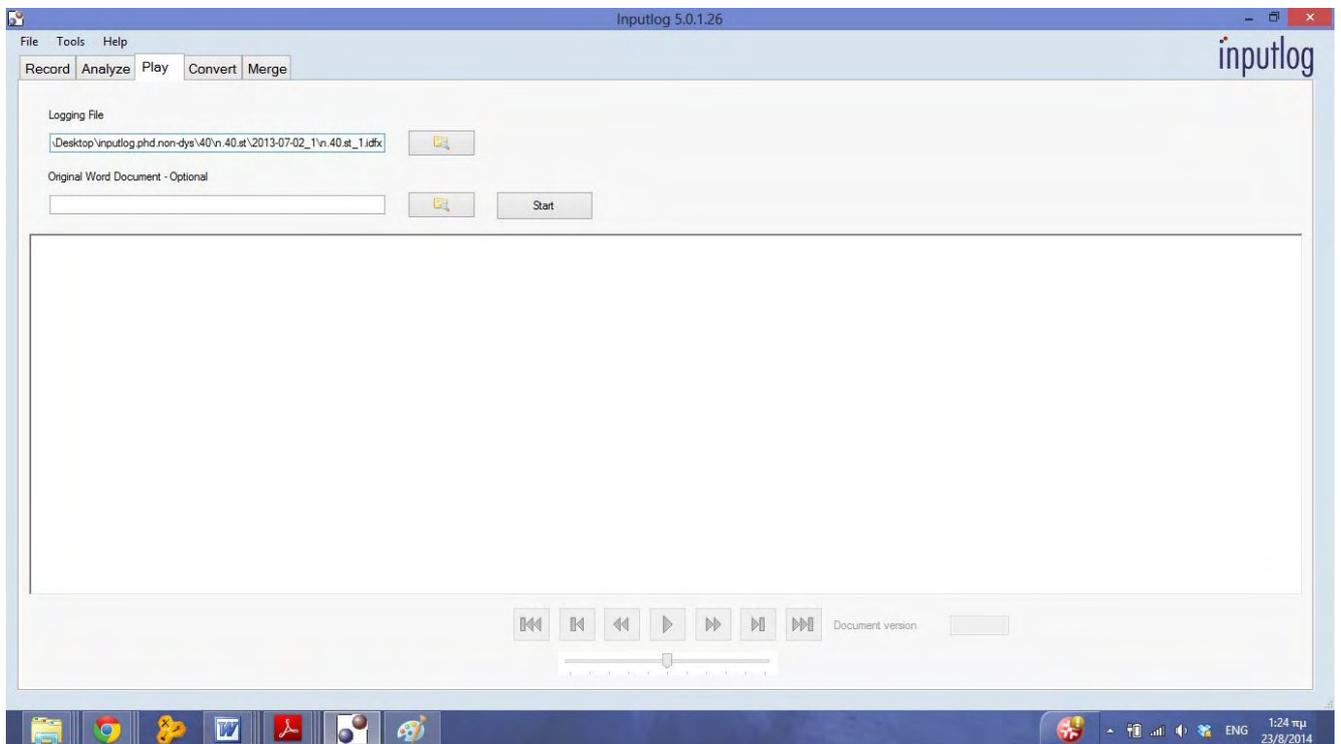 Inputlog 5.0.1.26
File Tools Help
inputlog
Record Analyze Play Convert Merge
Logging File
\Desktop\inputlog.phd.non-dys\40\n.40.st\2013-07-02_1\n.40.st_1.idfx
Original Word Document - Optional
Start
Document version
ENG
1:24 πμ
23/8/2014